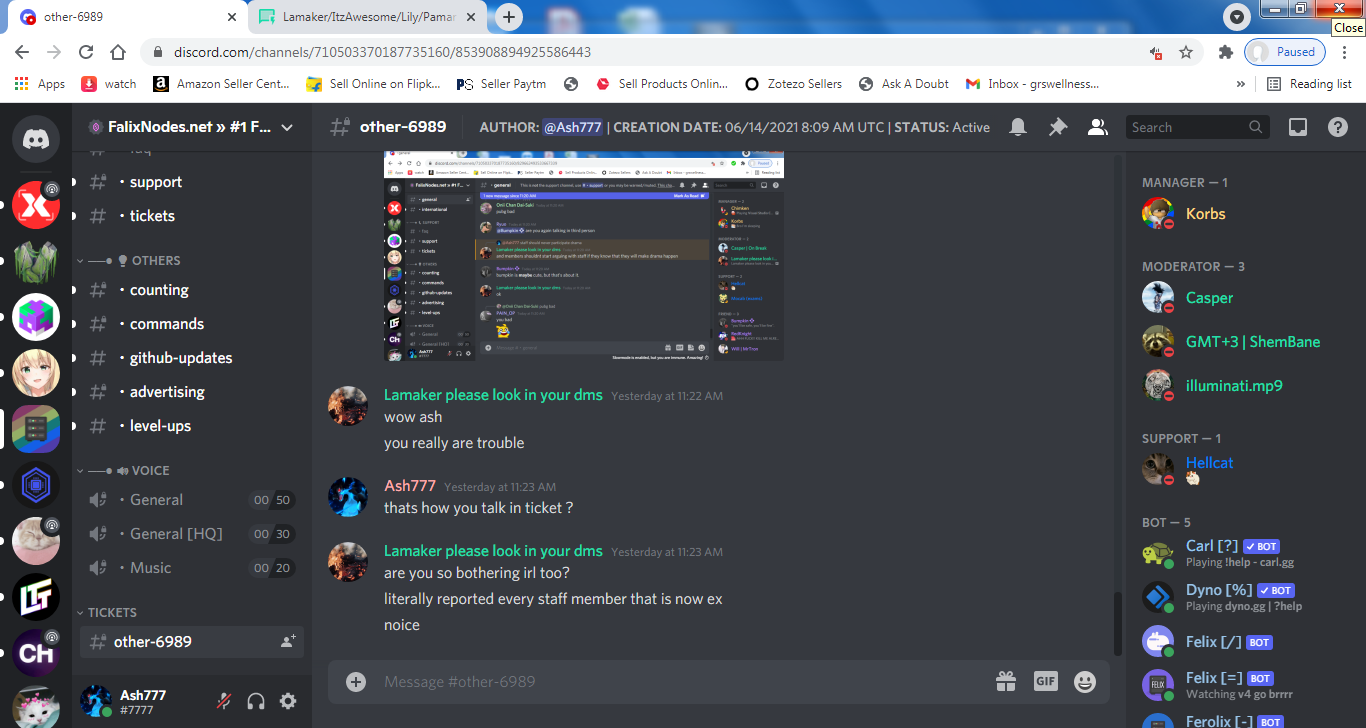 other-6989
Lamaker/ItzAwesome/Lily/Pamar
Close
discord.com/channels/710503370187735160/853908894925586443
Paused
Apps
watch
Amazon Seller Cent...
Sell Online on Flipk...
Seller Paytm
Sell Products Onlin...
Zotezo Sellers
Ask A Doubt
Inbox - grswellness...
»
Reading list
FalixNodes.net » #1 F...
other-6989
AUTHOR: @Ash777 | CREATION DATE: 06/14/2021 8:09 AM UTC | STATUS: Active
Search
faq
• support
• tickets
OTHERS
• counting
• commands
• github-updates
• advertising
• level-ups
VOICE
• General
00 50
• General [HQ]
00 30
• Music
00 20
TICKETS
other-6989
Ash777
#7777
LTT
CH
Lamaker please look in your dms Yesterday at 11:22 AM
wow ash
you really are trouble
Ash777 Yesterday at 11:23 AM
thats how you talk in ticket ?
Lamaker please look in your dms Yesterday at 11:23 AM
are you so bothering irl too?
literally reported every staff member that is now ex
noice
Message #other-6989
GIF
MANAGER — 1
Korbs
MODERATOR — 3
Casper
GMT+3 | ShemBane
illuminati.mp9
SUPPORT — 1
Hellcat
BOT — 5
Carl [?] BOT
Playing !help - carl.gg
Dyno [%] BOT
Playing dyno.gg | ?help
Felix [/] BOT
Felix [=] BOT
Watching v4 go brrrr
Ferolix [-] BOT